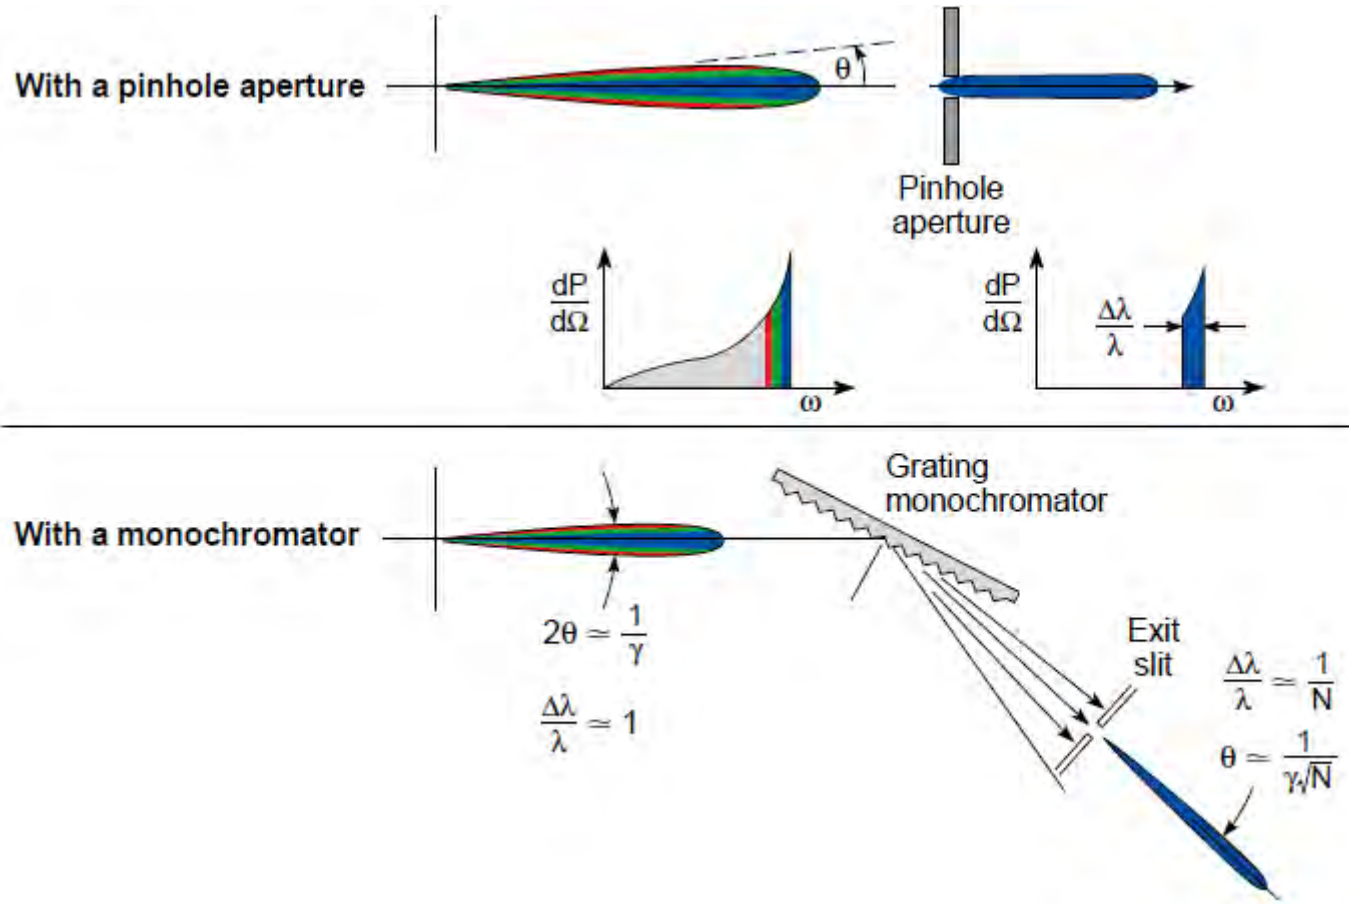 With a pinhole aperture
θ
Pinhole
aperture
dP
dΩ
ω
dP
dΩ
Δλ
λ
ω
With a monochromator
Grating
monochromator
2θ ≃ 1
γ
Δλ
λ
≃ 1
Exit
slit
Δλ
λ
≃ 1
N
θ ≃ 1
γ√N